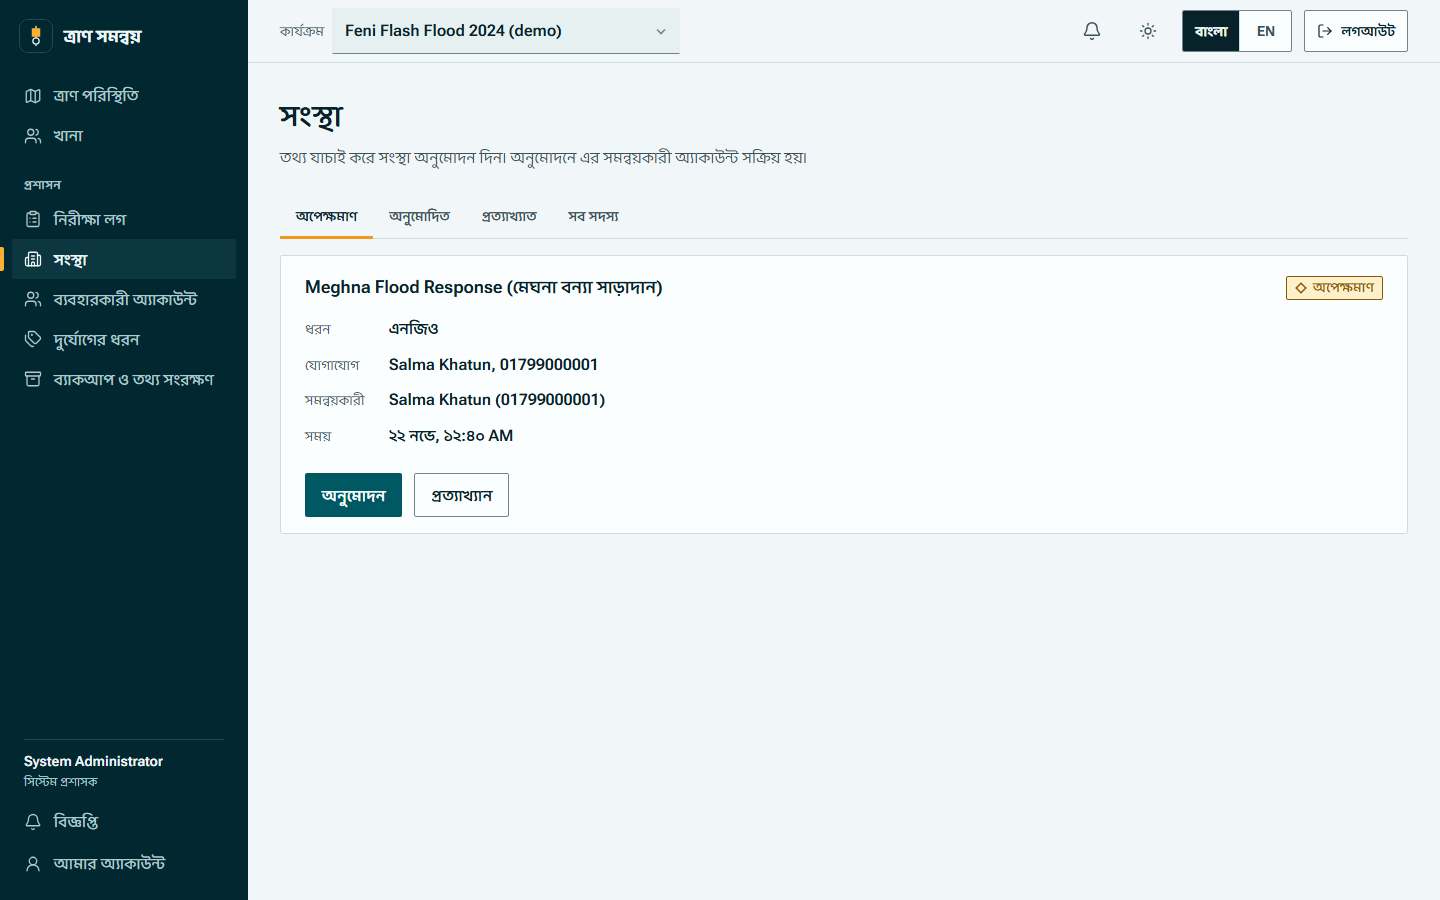 ত্রাণ সমন্বয়
ত্রাণ পরিস্থিতি
খানা
প্রশাসন
নিরীক্ষা লগ
সংস্থা
ব্যবহারকারী অ্যাকাউন্ট
দুর্যোগের ধরন
ব্যাকআপ ও তথ্য সংরক্ষণ
System Administrator
সিস্টেম প্রশাসক
বিজ্ঞপ্তি
আমার অ্যাকাউন্ট
কার্যক্রম Feni Flash Flood 2024 (demo) বাংলা EN লগআউট
সংস্থা
তথ্য যাচাই করে সংস্থা অনুমোদন দিন। অনুমোদনে এর সমন্বয়কারী অ্যাকাউন্ট সক্রিয় হয়।
অপেক্ষমাণ অনুমোদিত প্রত্যাখ্যাত সব সদস্য
Meghna Flood Response (মেঘনা বন্যা সাড়াদান) অপেক্ষমাণ
ধরন এনজিও
যোগাযোগ Salma Khatun, 01799000001
সমন্বয়কারী Salma Khatun (01799000001)
সময় ২২ নভে, ১২:৪০ AM
অনুমোদন প্রত্যাখ্যান